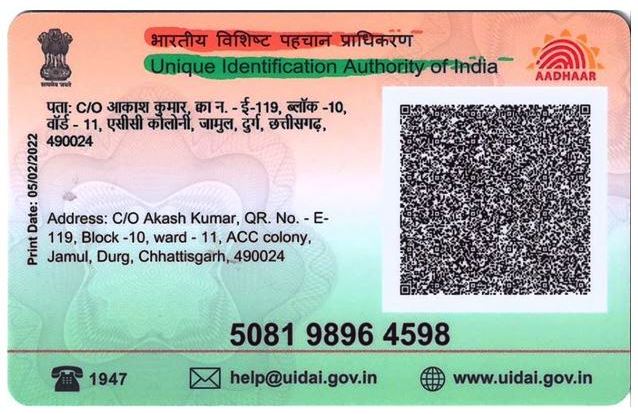 भारतीय विशिष्ट पहचान प्राधिकरण
Unique Identification Authority of India
सत्यमेव जयते
AADHAAR
पता: C/O आकाश कुमार, क्वा न. - ई-119, ब्लॉक -10,
वॉर्ड - 11, एसीसी कोलोनी, जामुल, दुर्ग, छत्तीसगढ़,
490024
Print Date: 05/02/2022
Address: C/O Akash Kumar, QR. No. - E-
119, Block -10, ward - 11, ACC colony,
Jamul, Durg, Chhattisgarh, 490024
5081 9896 4598
1947
help@uidai.gov.in
www.uidai.gov.in